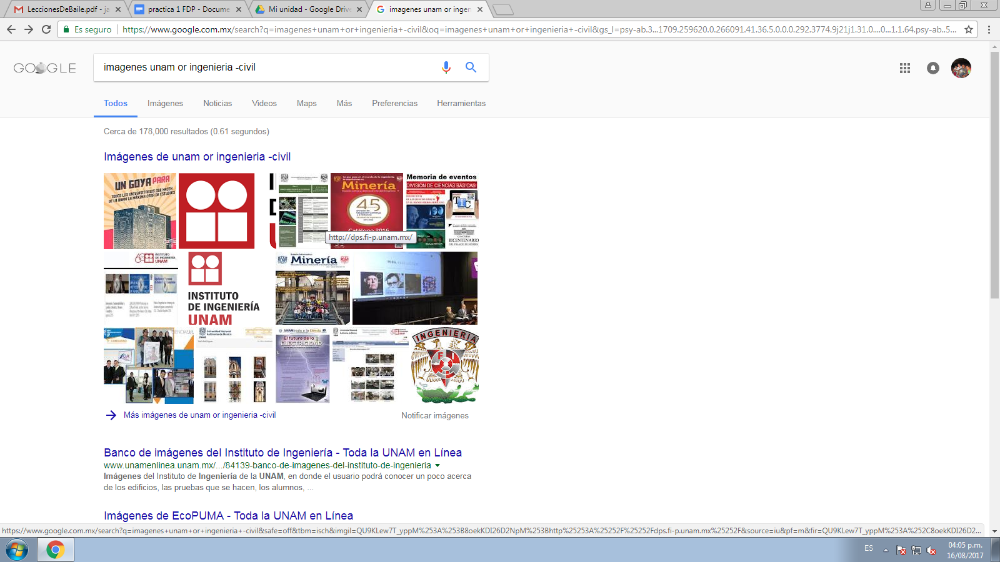 LeccionesDeBaile.pdf - ja
practica 1 FDP - Docume
Mi unidad - Google Drive
imagenes unam or ingen
Es seguro
https://www.google.com.mx/search?q=imagenes+unam+or+ingenieria+-civil&oq=imagenes+unam+or+ingenieria+-civil&gs_l=psy-ab.3...1709.259620.0.266091.41.36.5.0.0.0.292.3774.9j21j1.31.0....0...1.1.64.psy-ab..5...
GOOGLE
imagenes unam or ingenieria -civil
Todos
Imágenes
Noticias
Videos
Maps
Más
Preferencias
Herramientas
Cerca de 178,000 resultados (0.61 segundos)
Imágenes de unam or ingenieria -civil
UN GOYA PARA
TODOS LOS UNIVERSITARIOS QUE HACEN
DE LA UNAM LA MÁXIMA CASA DE ESTUDIOS
Minería
45
Catálogo 2016
Memoria de eventos
DIVISIÓN DE CIENCIAS BÁSICAS
TIC
BICENTENARIO
http://dps.fi-p.unam.mx/
INSTITUTO
DE INGENIERÍA
UNAM
INSTITUTO
DE INGENIERÍA
UNAM
Minería
El futuro de la
ELECTRICIDAD
INGENIERIA
F I
Más imágenes de unam or ingenieria -civil
Notificar imágenes
Banco de imágenes del Instituto de Ingeniería - Toda la UNAM en Línea
www.unamenlinea.unam.mx/.../84139-banco-de-imagenes-del-instituto-de-ingenieria
Imágenes del Instituto de Ingeniería de la UNAM, en donde el usuario podrá conocer un poco acerca
de los edificios, las pruebas que se hacen, los alumnos, ...
Imágenes de EcoPUMA - Toda la UNAM en Línea
https://www.google.com.mx/search?q=imagenes+unam+or+ingenieria+-civil&safe=off&tbm=isch&imgil=QU9KLew7T_yppM%253A%253B8oekKDI26D2NpM%253Bhttp%25253A%25252F%25252Fdps.fi-p.unam.mx%25252F&source=iu&pf=m&fir=QU9KLew7T_yppM%253A%252C8oekKDI26D2...
ES
04:05 p.m.
16/08/2017